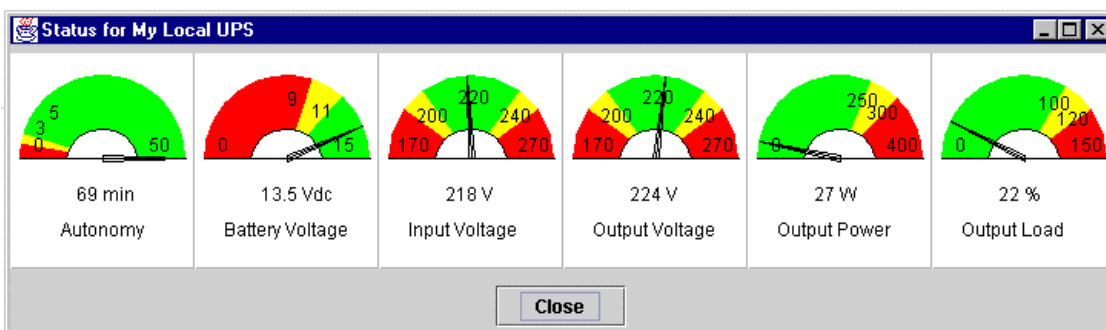 Status for My Local UPS
0 3 5 50
0 9 11 15
170 200 220 240 270
170 200 220 240 270
0 250 300 400
0 100 120 150
69 min
13.5 Vdc
218 V
224 V
27 W
22 %
Autonomy
Battery Voltage
Input Voltage
Output Voltage
Output Power
Output Load
Close